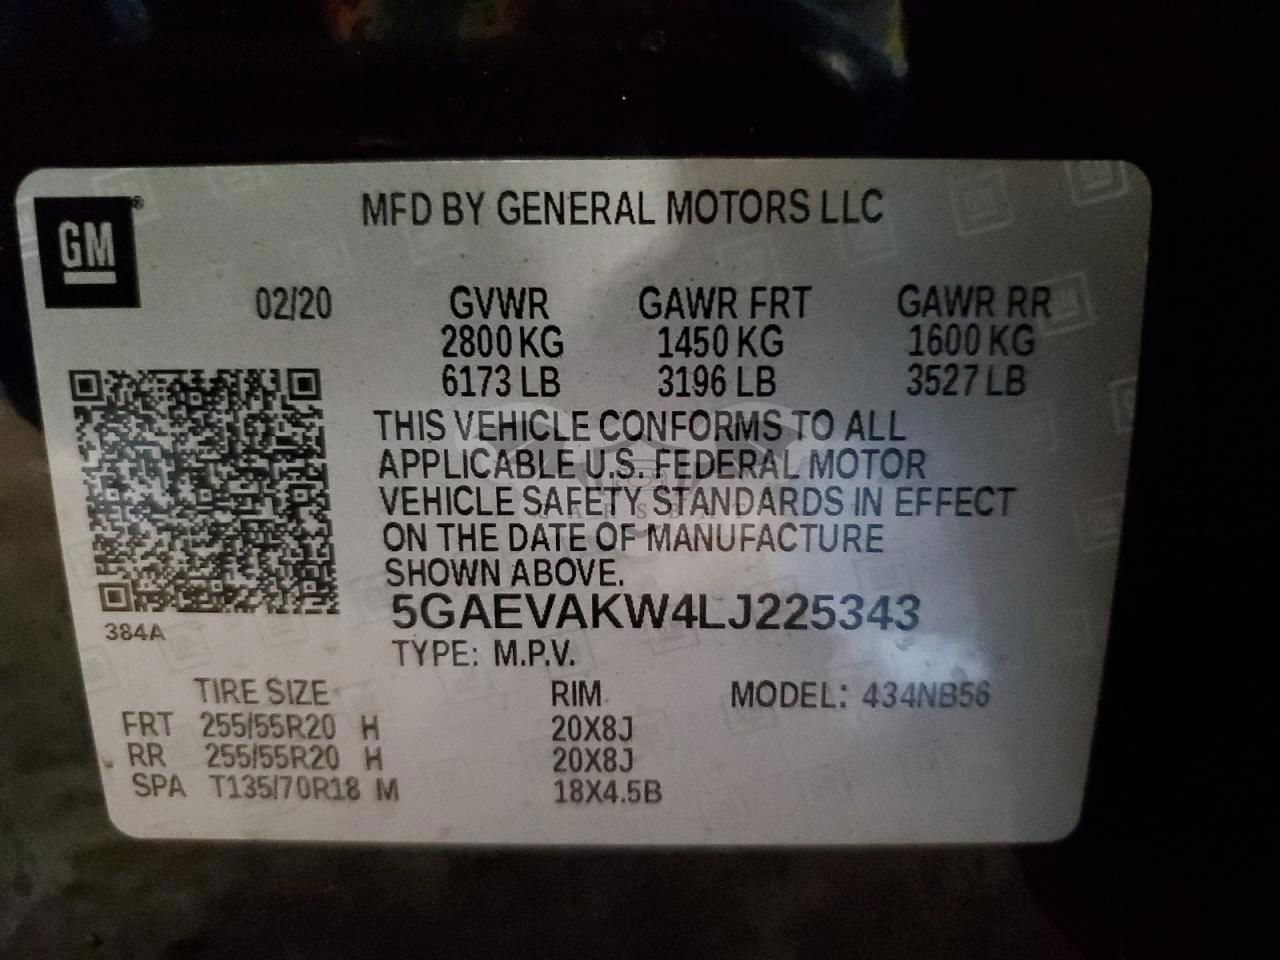 GM ®
MFD BY GENERAL MOTORS LLC
02/20 GVWR GAWR FRT GAWR RR
2800 KG 1450 KG 1600 KG
6173 LB 3196 LB 3527 LB
THIS VEHICLE CONFORMS TO ALL
APPLICABLE U.S. FEDERAL MOTOR
VEHICLE SAFETY STANDARDS IN EFFECT
ON THE DATE OF MANUFACTURE
SHOWN ABOVE.
5GAEVAKW4LJ225343
384A
TYPE: M.P.V.
TIRE SIZE RIM MODEL: 434NB56
FRT 255/55R20 H 20X8J
RR 255/55R20 H 20X8J
SPA T135/70R18 M 18X4.5B